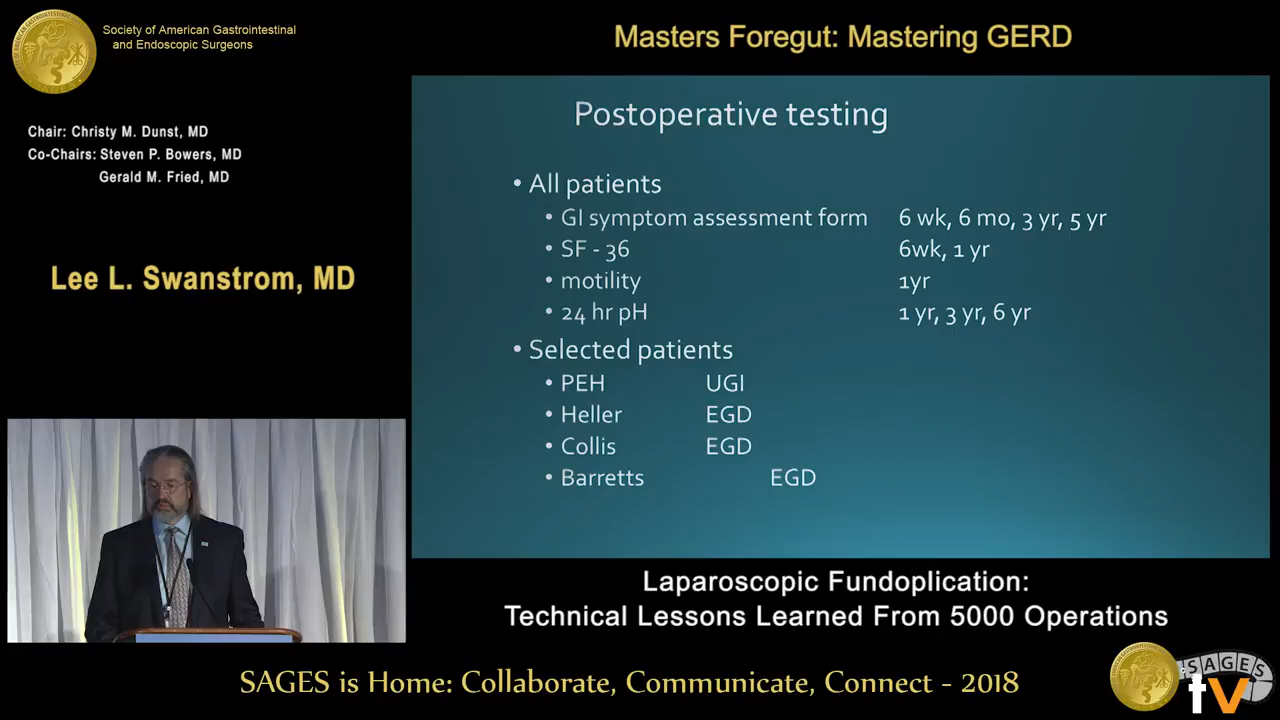 Society of American Gastrointestinal
and Endoscopic Surgeons
Masters Foregut: Mastering GERD
Chair: Christy M. Dunst, MD
Co-Chairs: Steven P. Bowers, MD
Gerald M. Fried, MD
Lee L. Swanstrom, MD
Postoperative testing
• All patients
• GI symptom assessment form 6 wk, 6 mo, 3 yr, 5 yr
• SF - 36 6wk, 1 yr
• motility 1yr
• 24 hr pH 1 yr, 3 yr, 6 yr
• Selected patients
• PEH UGI
• Heller EGD
• Collis EGD
• Barretts EGD
Laparoscopic Fundoplication:
Technical Lessons Learned From 5000 Operations
SAGES is Home: Collaborate, Communicate, Connect - 2018
SAGES
tv